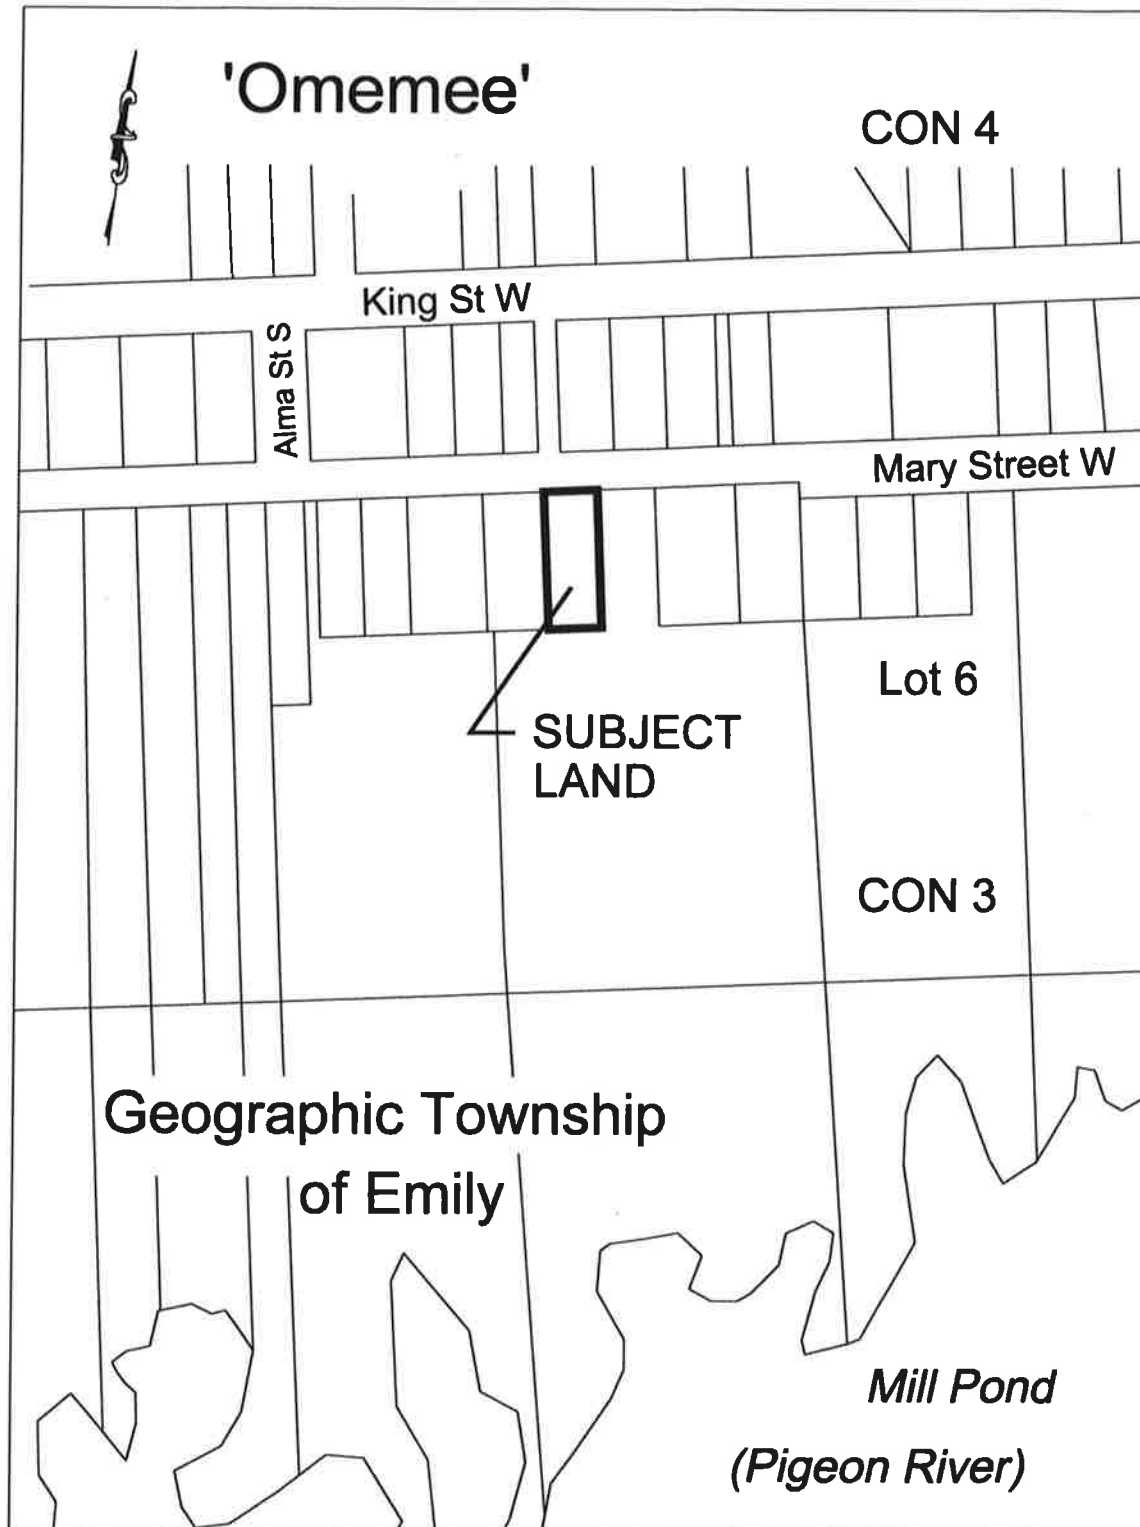 'Omemee'
CON 4
King St W
Alma St S
Mary Street W
Lot 6
SUBJECT
LAND
CON 3
Geographic Township
of Emily
Mill Pond
(Pigeon River)